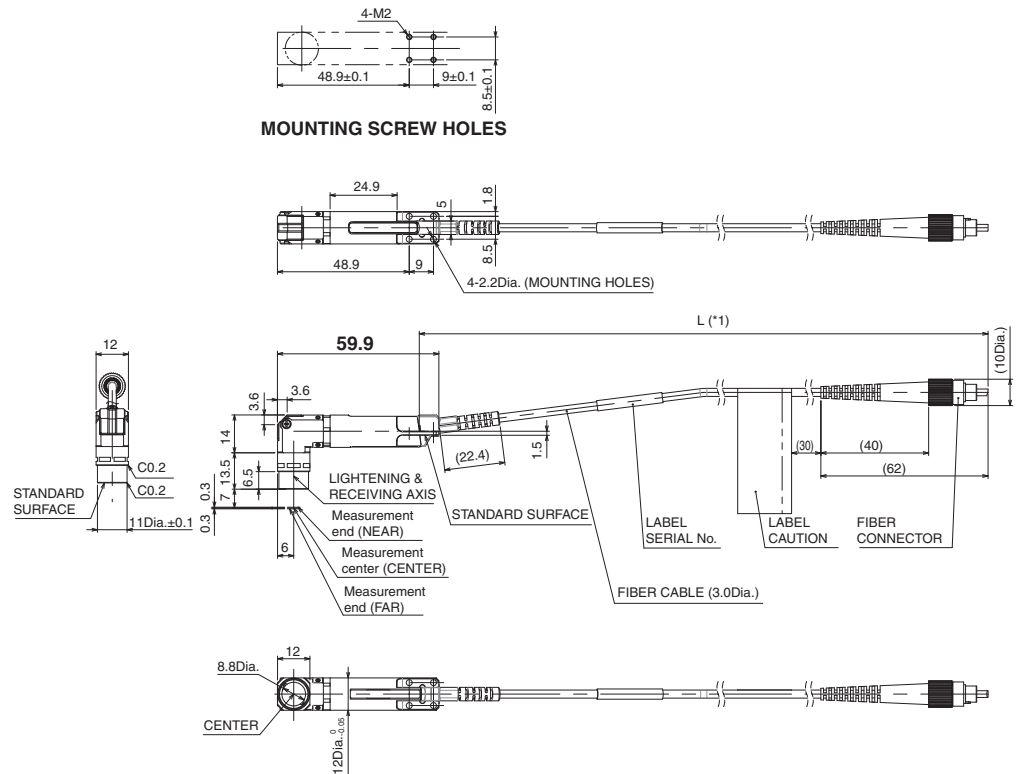 4-M2
48.9±0.1
9±0.1
8.5±0.1
MOUNTING SCREW HOLES
24.9
5
1.8
48.9
9
8.5
4-2.2Dia. (MOUNTING HOLES)
L (*1)
59.9
(10Dia.)
12
3.6
3.6
14
13.5
6.5
7
0.3
0.3
C0.2
C0.2
STANDARD
SURFACE
11Dia.±0.1
6
(22.4)
1.5
(30)
(40)
(62)
LIGHTENING &
RECEIVING AXIS
Measurement
end (NEAR)
Measurement
center (CENTER)
Measurement
end (FAR)
STANDARD SURFACE
LABEL
SERIAL No.
LABEL
CAUTION
FIBER
CONNECTOR
FIBER CABLE (3.0Dia.)
12
8.8Dia.
CENTER
12Dia. 0 -0.05